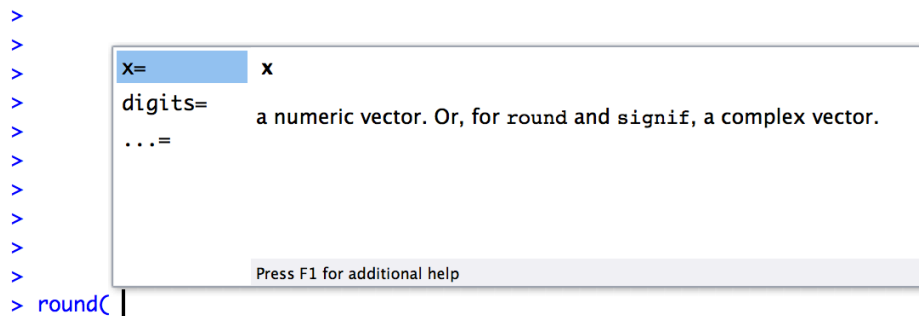 >
>
>
>
>
>
>
>
>
>
> round(
x=
digits=
...=
x
a numeric vector. Or, for round and signif, a complex vector.
Press F1 for additional help